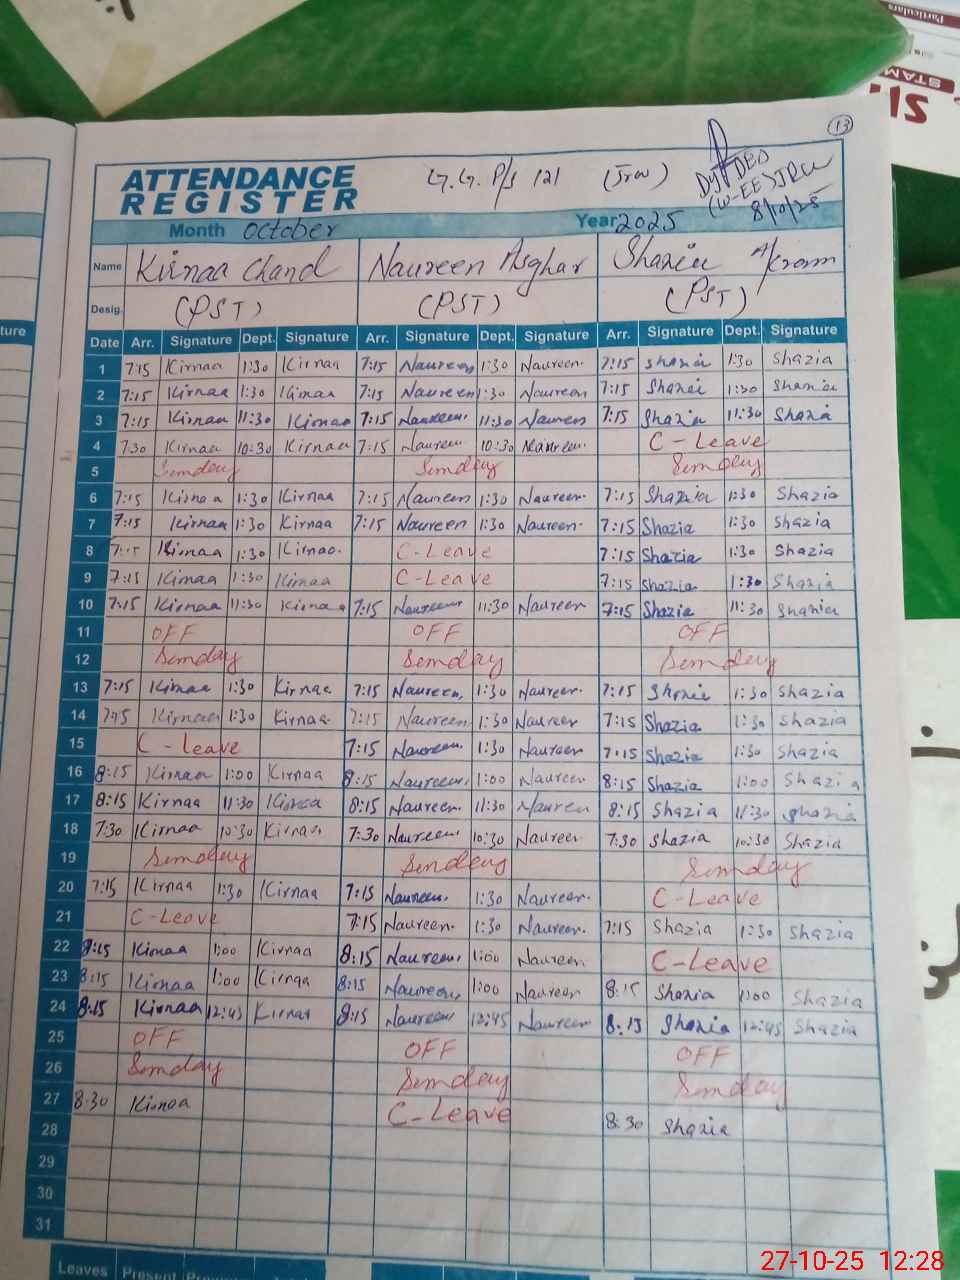 Particulars
STAM
13
ATTENDANCE
REGISTER
G.G. P/S 121 (Jrw)
Dy DEO
(W-EE) JRW
8/10/25
Month October Year 2025
Name Kirnaa Chand Naureen Asghar Shazia Akram
Desig. (PST) (PST) (PST)
Date Arr. Signature Dept. Signature Arr. Signature Dept. Signature Arr. Signature Dept. Signature
1 7:15 Kirnaa 1:30 Kirnaa 7:15 Naureen 1:30 Naureen 7:15 Shazia 1:30 Shazia
2 7:15 Kirnaa 1:30 Kirnaa 7:15 Naureen 1:30 Naureen 7:15 Shazia 1:30 Shazia
3 7:15 Kirnaa 11:30 Kirnaa 7:15 Naureen 11:30 Naureen 7:15 Shazia 11:30 Shazia
4 7:30 Kirnaa 10:30 Kirnaa 7:15 Naureen 10:30 Naureen C-Leave
5 Sunday Sunday Sunday
6 7:15 Kirnaa 1:30 Kirnaa 7:15 Naureen 1:30 Naureen 7:15 Shazia 1:30 Shazia
7 7:15 Kirnaa 1:30 Kirnaa 7:15 Naureen 1:30 Naureen 7:15 Shazia 1:30 Shazia
8 7:15 Kirnaa 1:30 Kirnaa C-Leave 7:15 Shazia 1:30 Shazia
9 7:15 Kirnaa 1:30 Kirnaa C-Leave 7:15 Shazia 1:30 Shazia
10 7:15 Kirnaa 11:30 Kirnaa 7:15 Naureen 11:30 Naureen 7:15 Shazia 11:30 Shazia
11 OFF OFF OFF
12 Sunday Sunday Sunday
13 7:15 Kirnaa 1:30 Kirnaa 7:15 Naureen 1:30 Naureen 7:15 Shazia 1:30 Shazia
14 7:15 Kirnaa 1:30 Kirnaa 7:15 Naureen 1:30 Naureen 7:15 Shazia 1:30 Shazia
15 C-Leave 7:15 Naureen 1:30 Naureen 7:15 Shazia 1:30 Shazia
16 8:15 Kirnaa 1:00 Kirnaa 8:15 Naureen 1:00 Naureen 8:15 Shazia 1:00 Shazia
17 8:15 Kirnaa 11:30 Kirnaa 8:15 Naureen 11:30 Naureen 8:15 Shazia 11:30 Shazia
18 7:30 Kirnaa 10:30 Kirnaa 7:30 Naureen 10:30 Naureen 7:30 Shazia 10:30 Shazia
19 Sunday Sunday Sunday
20 7:15 Kirnaa 1:30 Kirnaa 7:15 Naureen 1:30 Naureen C-Leave
21 C-Leave 7:15 Naureen 1:30 Naureen 7:15 Shazia 1:30 Shazia
22 8:15 Kirnaa 1:00 Kirnaa 8:15 Naureen 1:00 Naureen C-Leave
23 8:15 Kirnaa 1:00 Kirnaa 8:15 Naureen 1:00 Naureen 8:15 Shazia 1:00 Shazia
24 8:15 Kirnaa 12:45 Kirnaa 8:15 Naureen 12:45 Naureen 8:15 Shazia 12:45 Shazia
25 OFF OFF OFF
26 Sunday Sunday Sunday
27 8:30 Kirnaa C-Leave 8:30 Shazia
28
29
30
31
Leaves Present
27-10-25 12:28